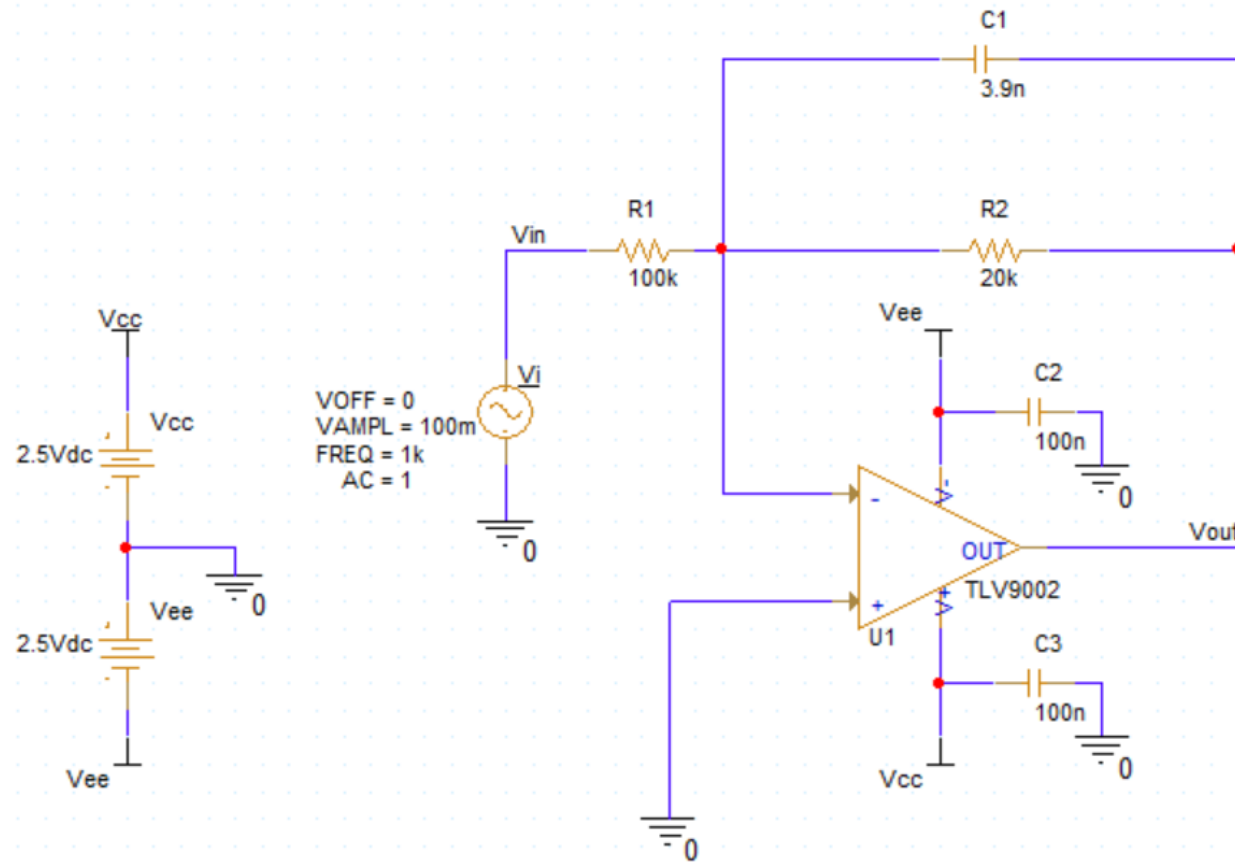 C1
3.9n
R1
R2
Vin
100k
20k
Vee
Vcc
C2
Vi
VOFF = 0
VAMPL = 100m
FREQ = 1k
AC = 1
Vcc
2.5Vdc
100n
0
-
-
0
Vout
OUT
TLV9002
0
+
+
U1
Vee
2.5Vdc
C3
100n
0
Vee
Vcc
0